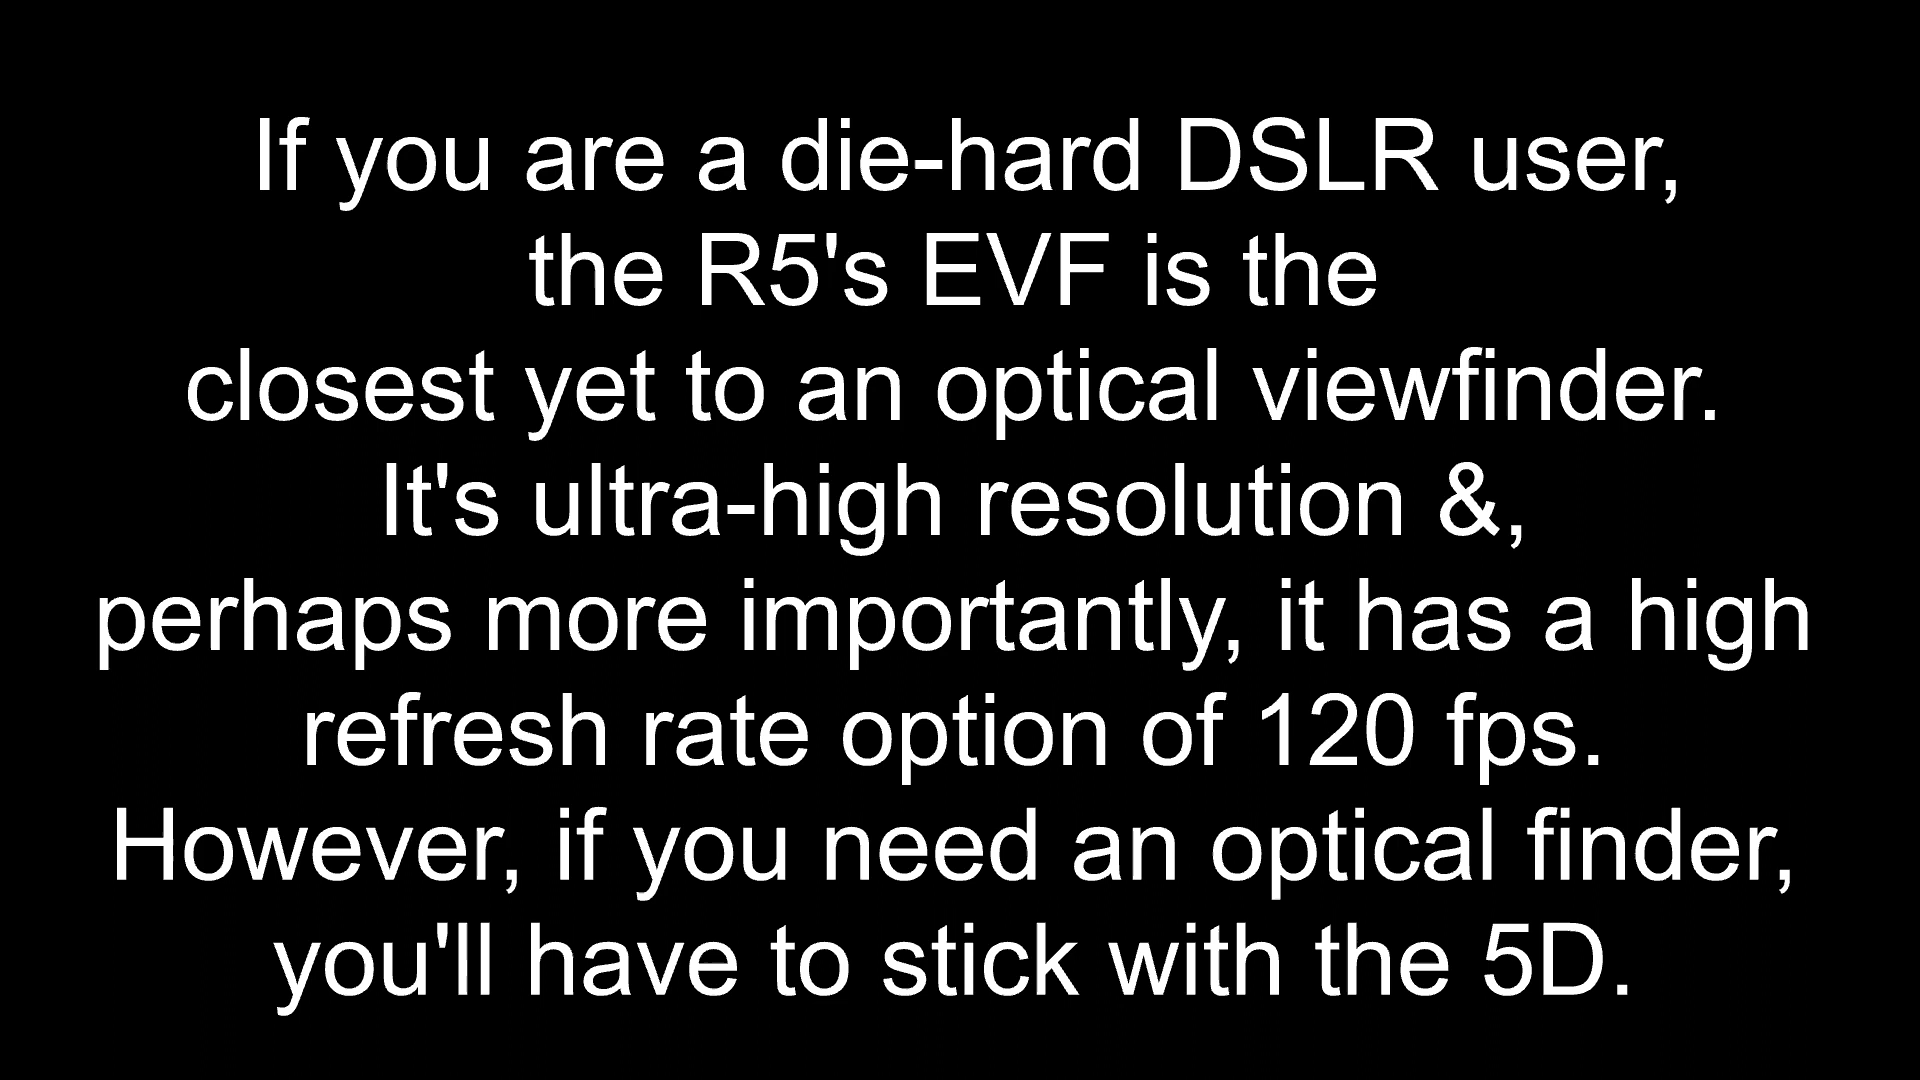 If you are a die-hard DSLR user,
the R5's EVF is the
closest yet to an optical viewfinder.
It's ultra-high resolution &,
perhaps more importantly, it has a high
refresh rate option of 120 fps.
However, if you need an optical finder,
you'll have to stick with the 5D.